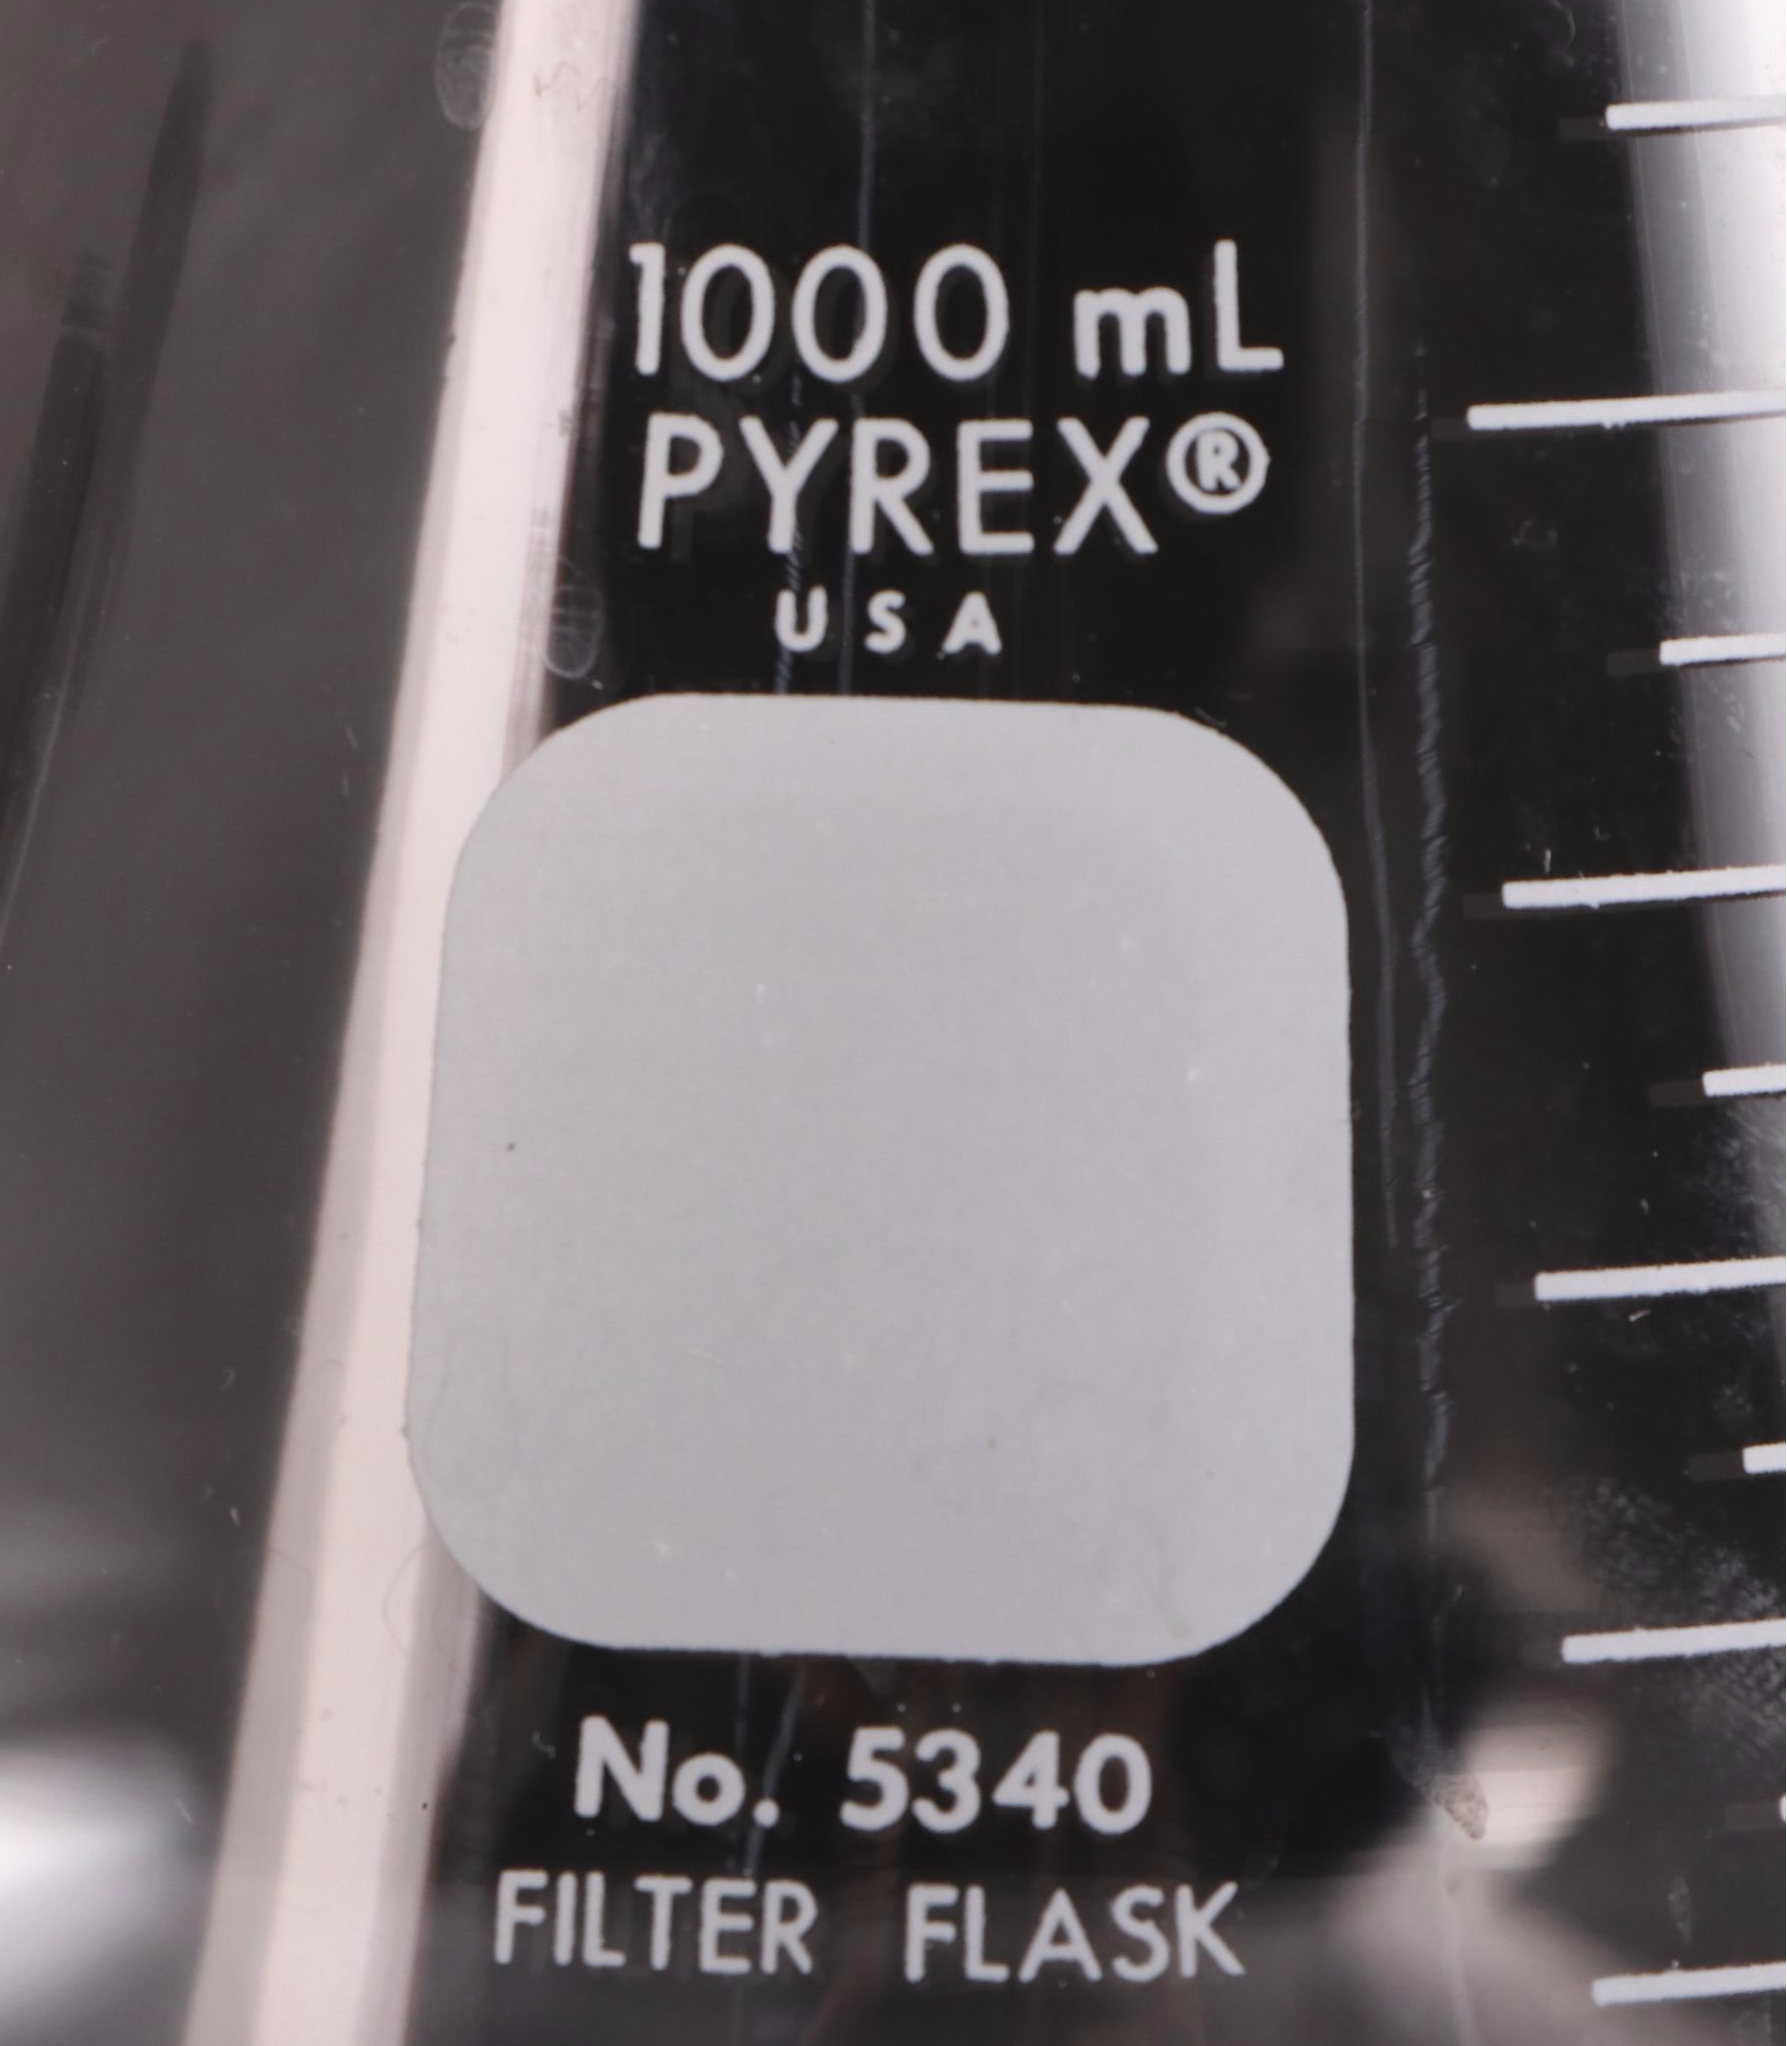 1000 mL
PYREX®
USA
No. 5340
FILTER FLASK